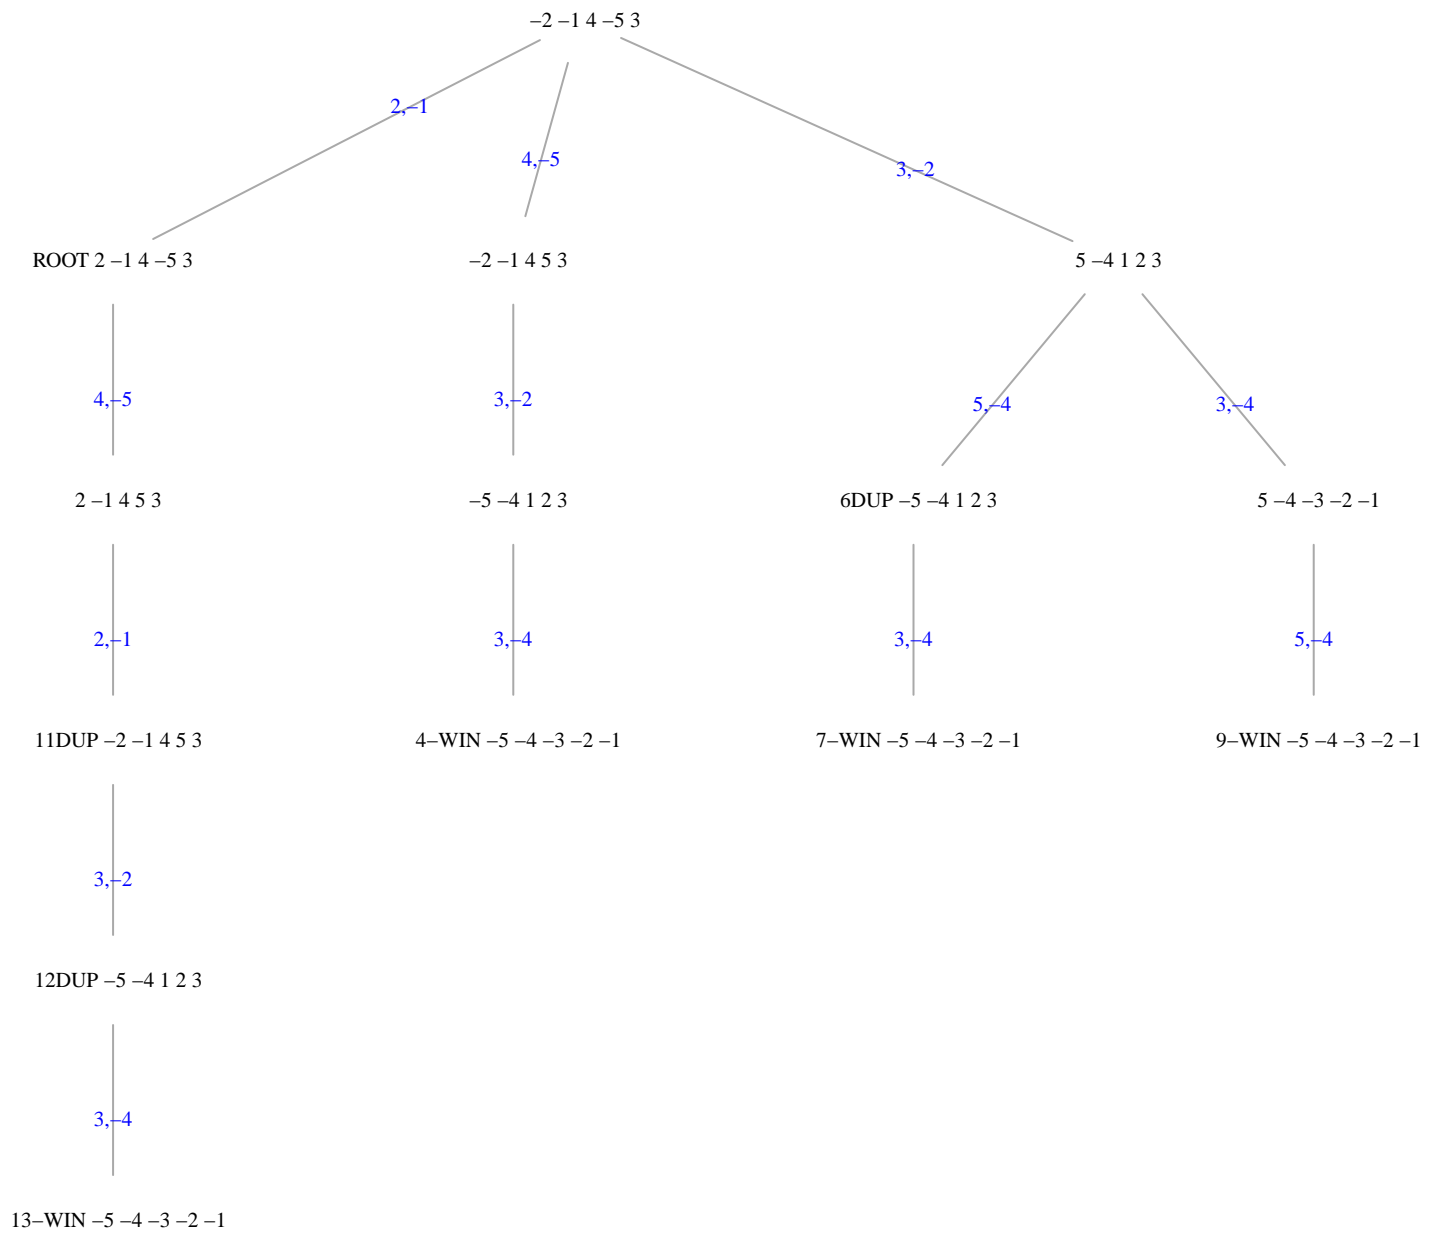 –2 –1 4 –5 3
2,–1
4,–5
3,–2
ROOT 2 –1 4 –5 3
–2 –1 4 5 3
5 –4 1 2 3
4,–5
3,–2
5,–4
3,–4
2 –1 4 5 3
–5 –4 1 2 3
6DUP –5 –4 1 2 3
5 –4 –3 –2 –1
2,–1
3,–4
3,–4
5,–4
11DUP –2 –1 4 5 3
4–WIN –5 –4 –3 –2 –1
7–WIN –5 –4 –3 –2 –1
9–WIN –5 –4 –3 –2 –1
3,–2
12DUP –5 –4 1 2 3
3,–4
13–WIN –5 –4 –3 –2 –1